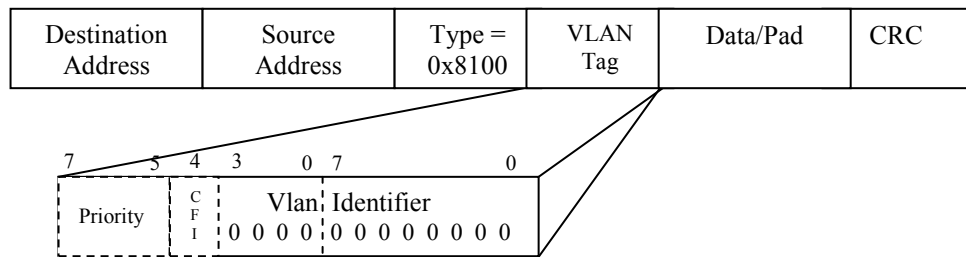 Destination Address
Source Address
Type = 0x8100
VLAN Tag
Data/Pad
CRC
7 5 4 3 0 7 0
Priority
C
F
I
Vlan Identifier
0 0 0 0 0 0 0 0 0 0 0 0